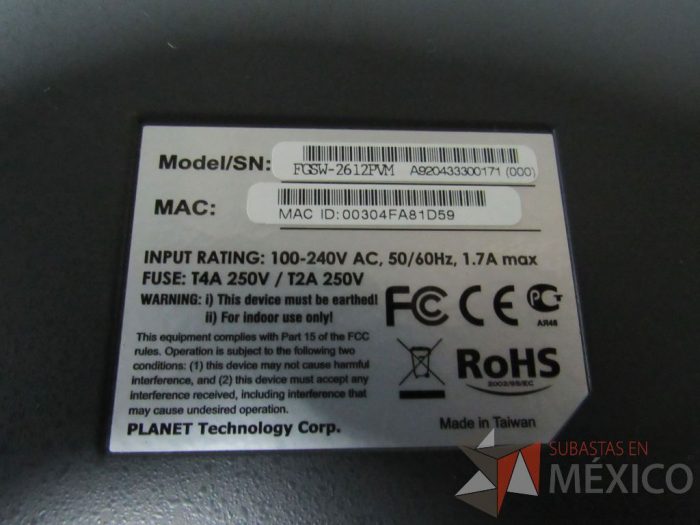 Model/SN: FGSW-2612PVM A920433300171 (000)
MAC: MAC ID: 00304FA81D59
INPUT RATING: 100-240V AC, 50/60Hz, 1.7A max
FUSE: T4A 250V / T2A 250V
WARNING: i) This device must be earthed!
ii) For indoor use only!
FC CE PG
AR46
This equipment complies with Part 15 of the FCC
rules. Operation is subject to the following two
conditions: (1) this device may not cause harmful
interference, and (2) this device must accept any
interference received, including interference that
may cause undesired operation.
RoHS
2002/95/EC
PLANET Technology Corp.
Made in Taiwan
SUBASTAS EN
MÉXICO